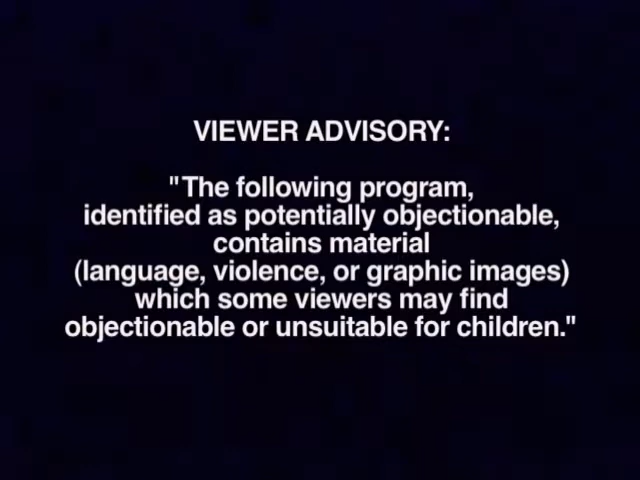 VIEWER ADVISORY:
"The following program,
identified as potentially objectionable,
contains material
(language, violence, or graphic images)
which some viewers may find
objectionable or unsuitable for children."